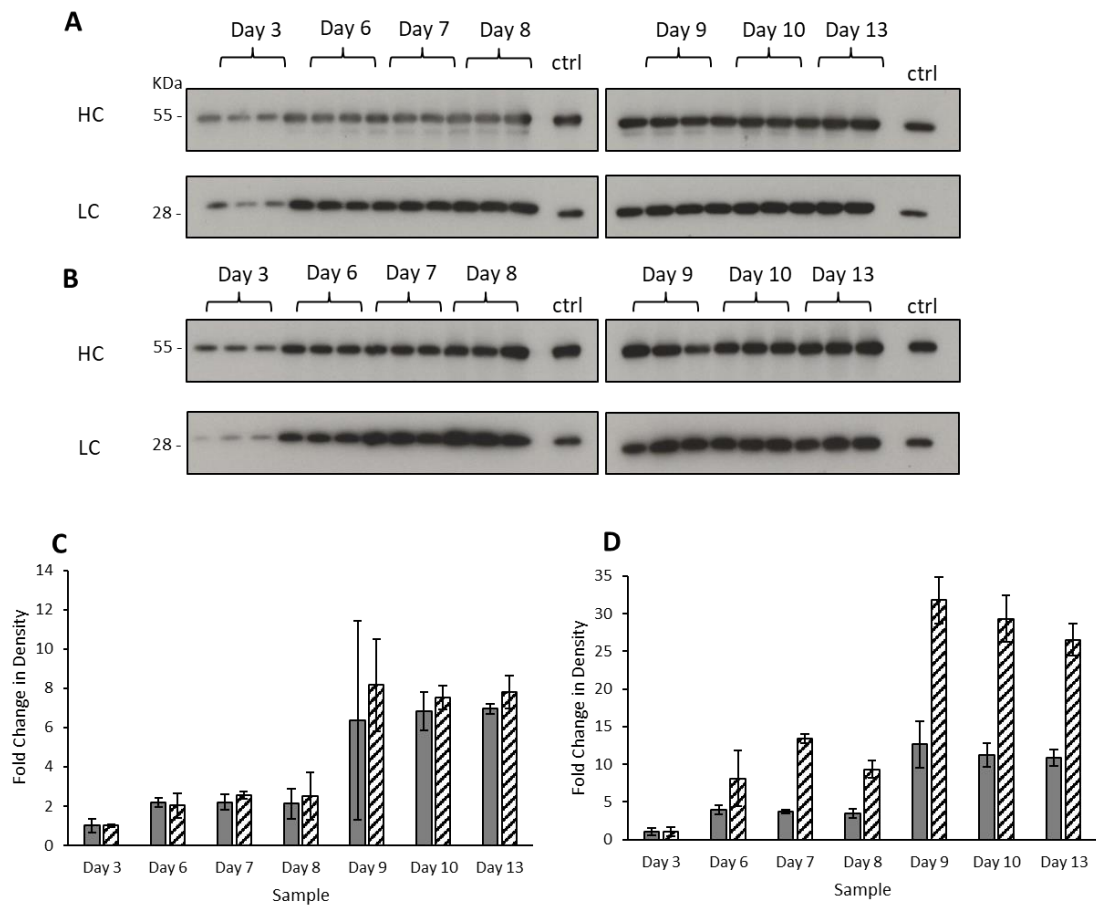 A
Day 3 Day 6 Day 7 Day 8 ctrl Day 9 Day 10 Day 13 ctrl
KDa
HC 55 -
LC 28 -
B
Day 3 Day 6 Day 7 Day 8 ctrl Day 9 Day 10 Day 13 ctrl
HC 55 -
LC 28 -
C
Fold Change in Density
14
12
10
8
6
4
2
0
Day 3 Day 6 Day 7 Day 8 Day 9 Day 10 Day 13
Sample
D
Fold Change in Density
35
30
25
20
15
10
5
0
Day 3 Day 6 Day 7 Day 8 Day 9 Day 10 Day 13
Sample